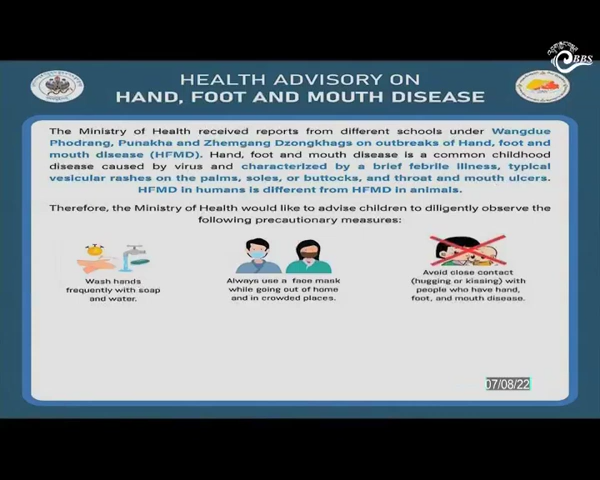 BBS
HEALTH ADVISORY ON
HAND, FOOT AND MOUTH DISEASE
The Ministry of Health received reports from different schools under Wangdue
Phodrang, Punakha and Zhemgang Dzongkhags on outbreaks of Hand, foot and
mouth disease (HFMD). Hand, foot and mouth disease is a common childhood
disease caused by virus and characterized by a brief febrile illness, typical
vesicular rashes on the palms, soles, or buttocks, and throat and mouth ulcers.
HFMD in humans is different from HFMD in animals.
Therefore, the Ministry of Health would like to advise children to diligently observe the
following precautionary measures:
Wash hands
frequently with soap
and water.
Always use a face mask
while going out of home
and in crowded places.
Avoid close contact
(hugging or kissing) with
people who have hand,
foot, and mouth disease.
07/08/22